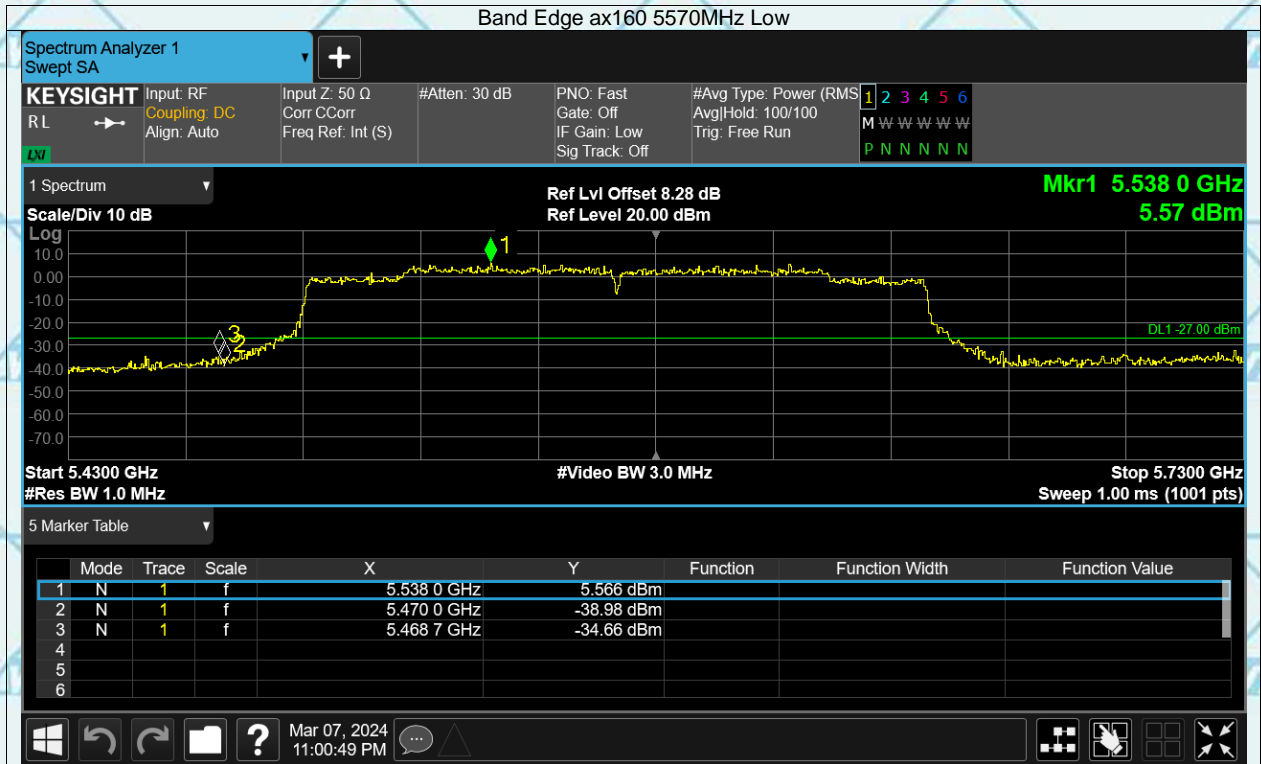 Band Edge ax160 5570MHz Low
Spectrum Analyzer 1
Swept SA
KEYSIGHT
RL
LXI
Input: RF
Coupling: DC
Align: Auto
Input Z: 50 Ω
Corr CCorr
Freq Ref: Int (S)
#Atten: 30 dB
PNO: Fast
Gate: Off
IF Gain: Low
Sig Track: Off
#Avg Type: Power (RMS
Avg|Hold: 100/100
Trig: Free Run
1 2 3 4 5 6
M W W W W W
P N N N N N
1 Spectrum
Scale/Div 10 dB
Ref Lvl Offset 8.28 dB
Ref Level 20.00 dBm
Mkr1 5.538 0 GHz
5.57 dBm
Log
10.0
0.00
-10.0
-20.0
-30.0
-40.0
-50.0
-60.0
-70.0
1
3
2
DL1 -27.00 dBm
Start 5.4300 GHz
#Video BW 3.0 MHz
Stop 5.7300 GHz
#Res BW 1.0 MHz
Sweep 1.00 ms (1001 pts)
5 Marker Table
Mode Trace Scale X Y Function Function Width Function Value
1 N 1 f 5.538 0 GHz 5.566 dBm
2 N 1 f 5.470 0 GHz -38.98 dBm
3 N 1 f 5.468 7 GHz -34.66 dBm
4
5
6
?
Mar 07, 2024
11:00:49 PM